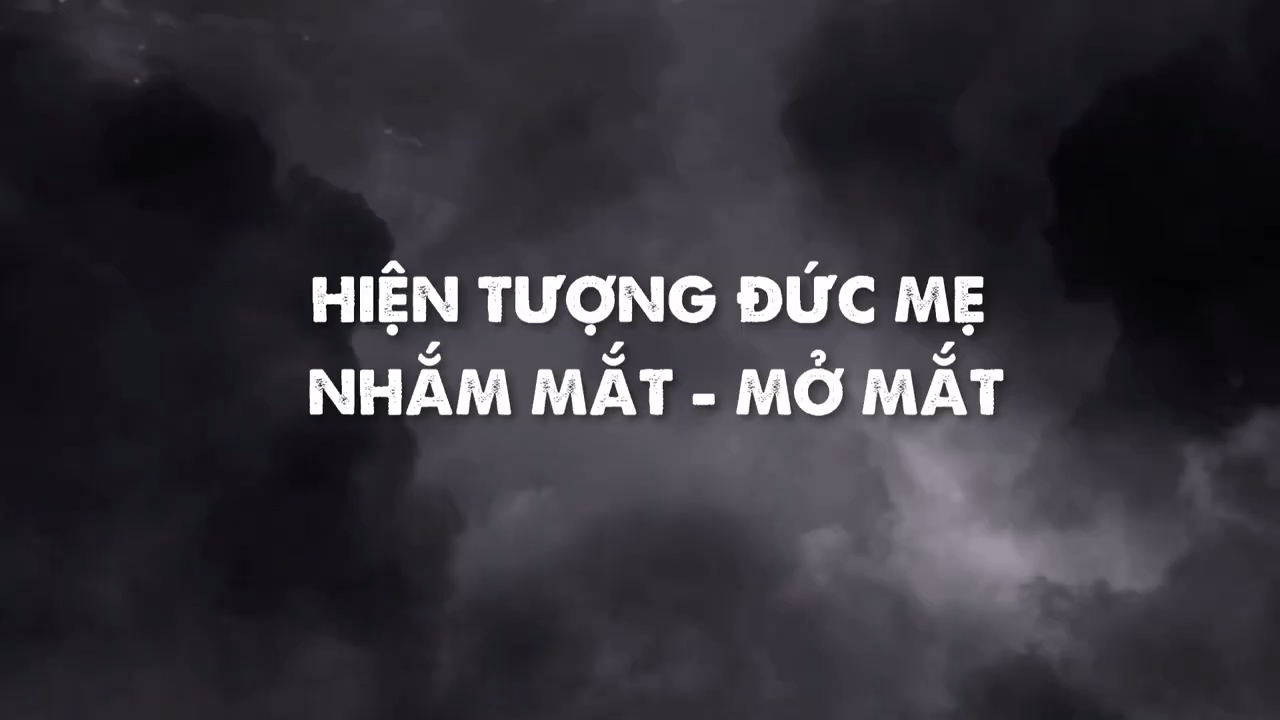 HIỆN TƯỢNG ĐỨC MẸ
NHẮM MẮT - MỞ MẮT